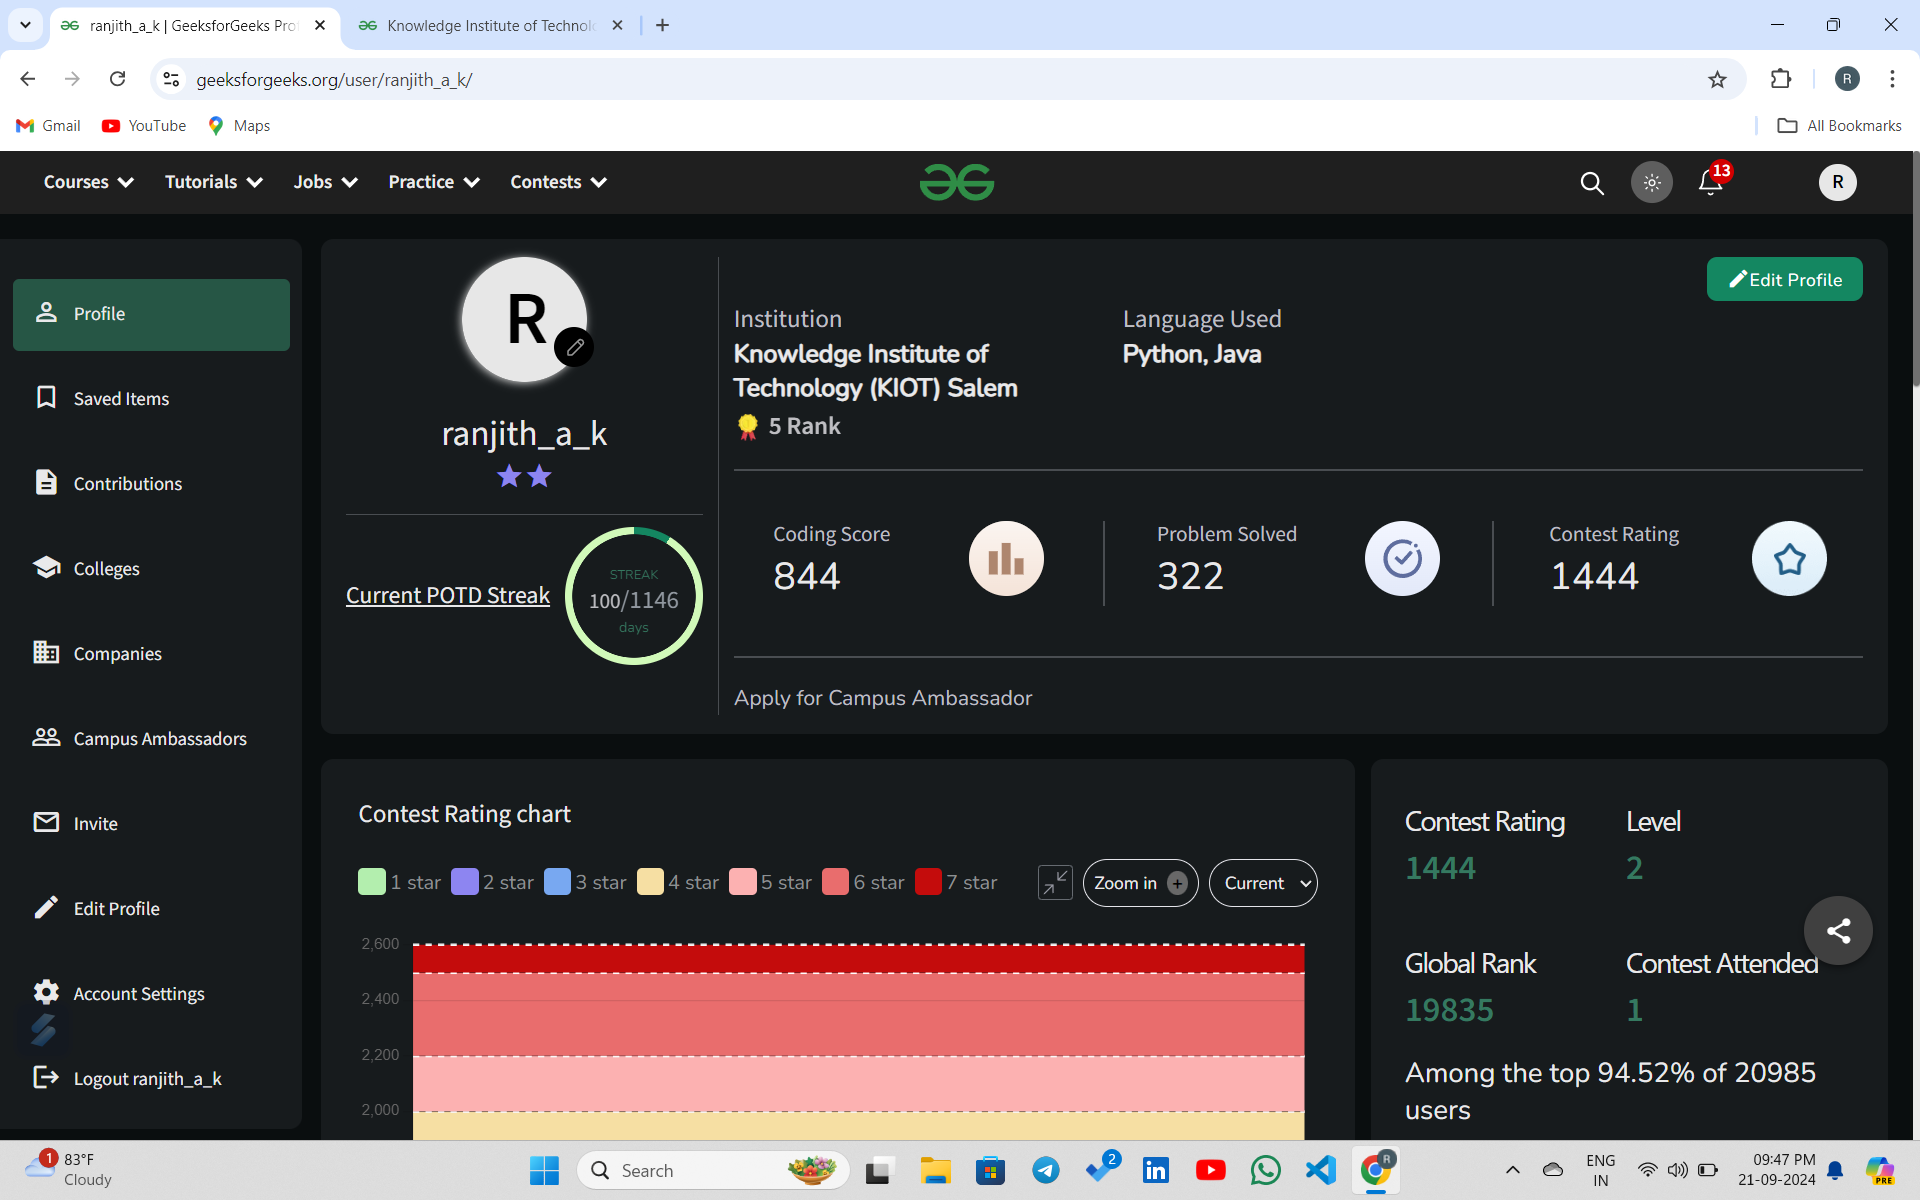 ranjith_a_k | GeeksforGeeks Pro
Knowledge Institute of Technol
geeksforgeeks.org/user/ranjith_a_k/
R
Gmail
YouTube
Maps
All Bookmarks
Courses
Tutorials
Jobs
Practice
Contests
13
R
Profile
Saved Items
Contributions
Colleges
Companies
Campus Ambassadors
Invite
Edit Profile
Account Settings
Logout ranjith_a_k
R
ranjith_a_k
Current POTD Streak
STREAK
100/1146
days
Edit Profile
Institution
Knowledge Institute of
Technology (KIOT) Salem
5 Rank
Language Used
Python, Java
Coding Score
844
Problem Solved
322
Contest Rating
1444
Apply for Campus Ambassador
Contest Rating chart
1 star
2 star
3 star
4 star
5 star
6 star
7 star
Zoom in +
Current
2,600
2,400
2,200
2,000
Contest Rating
1444
Level
2
Global Rank
19835
Contest Attended
1
Among the top 94.52% of 20985
users
1
83°F
Cloudy
Search
2
R
ENG
IN
09:47 PM
21-09-2024
PRE